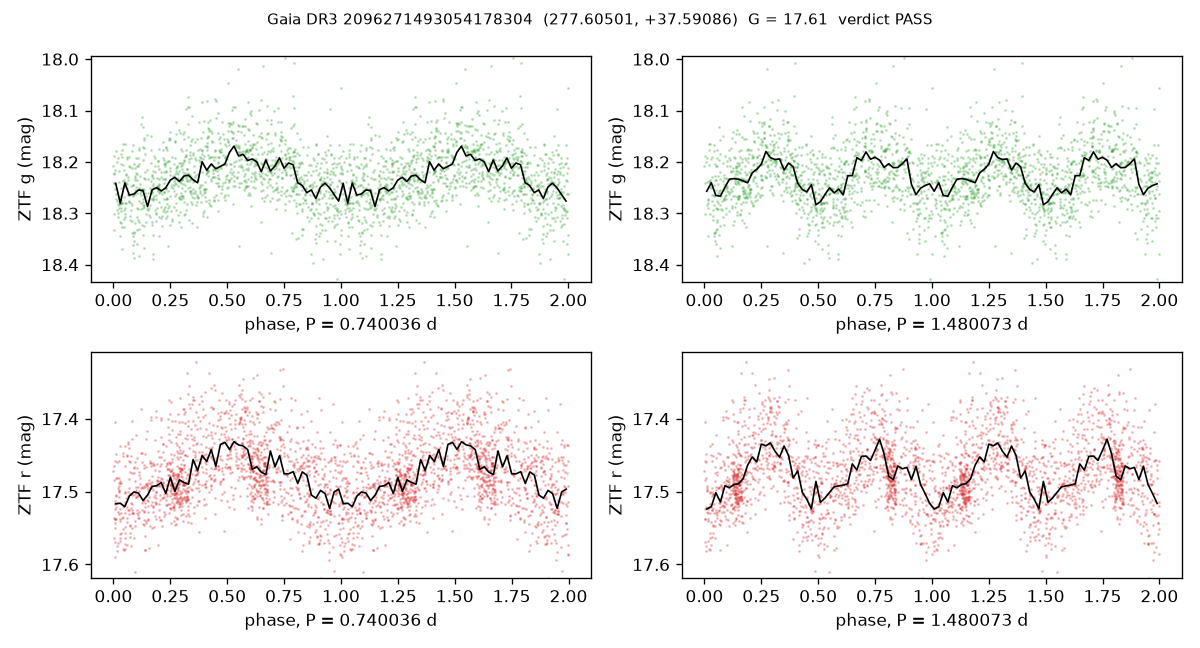 Gaia DR3 2096271493054178304 (277.60501, +37.59086) G = 17.61 verdict PASS
ZTF g (mag)
18.0
18.1
18.2
18.3
18.4
0.00 0.25 0.50 0.75 1.00 1.25 1.50 1.75 2.00
phase, P = 0.740036 d
ZTF g (mag)
18.0
18.1
18.2
18.3
18.4
0.00 0.25 0.50 0.75 1.00 1.25 1.50 1.75 2.00
phase, P = 1.480073 d
ZTF r (mag)
17.4
17.5
17.6
0.00 0.25 0.50 0.75 1.00 1.25 1.50 1.75 2.00
phase, P = 0.740036 d
ZTF r (mag)
17.4
17.5
17.6
0.00 0.25 0.50 0.75 1.00 1.25 1.50 1.75 2.00
phase, P = 1.480073 d